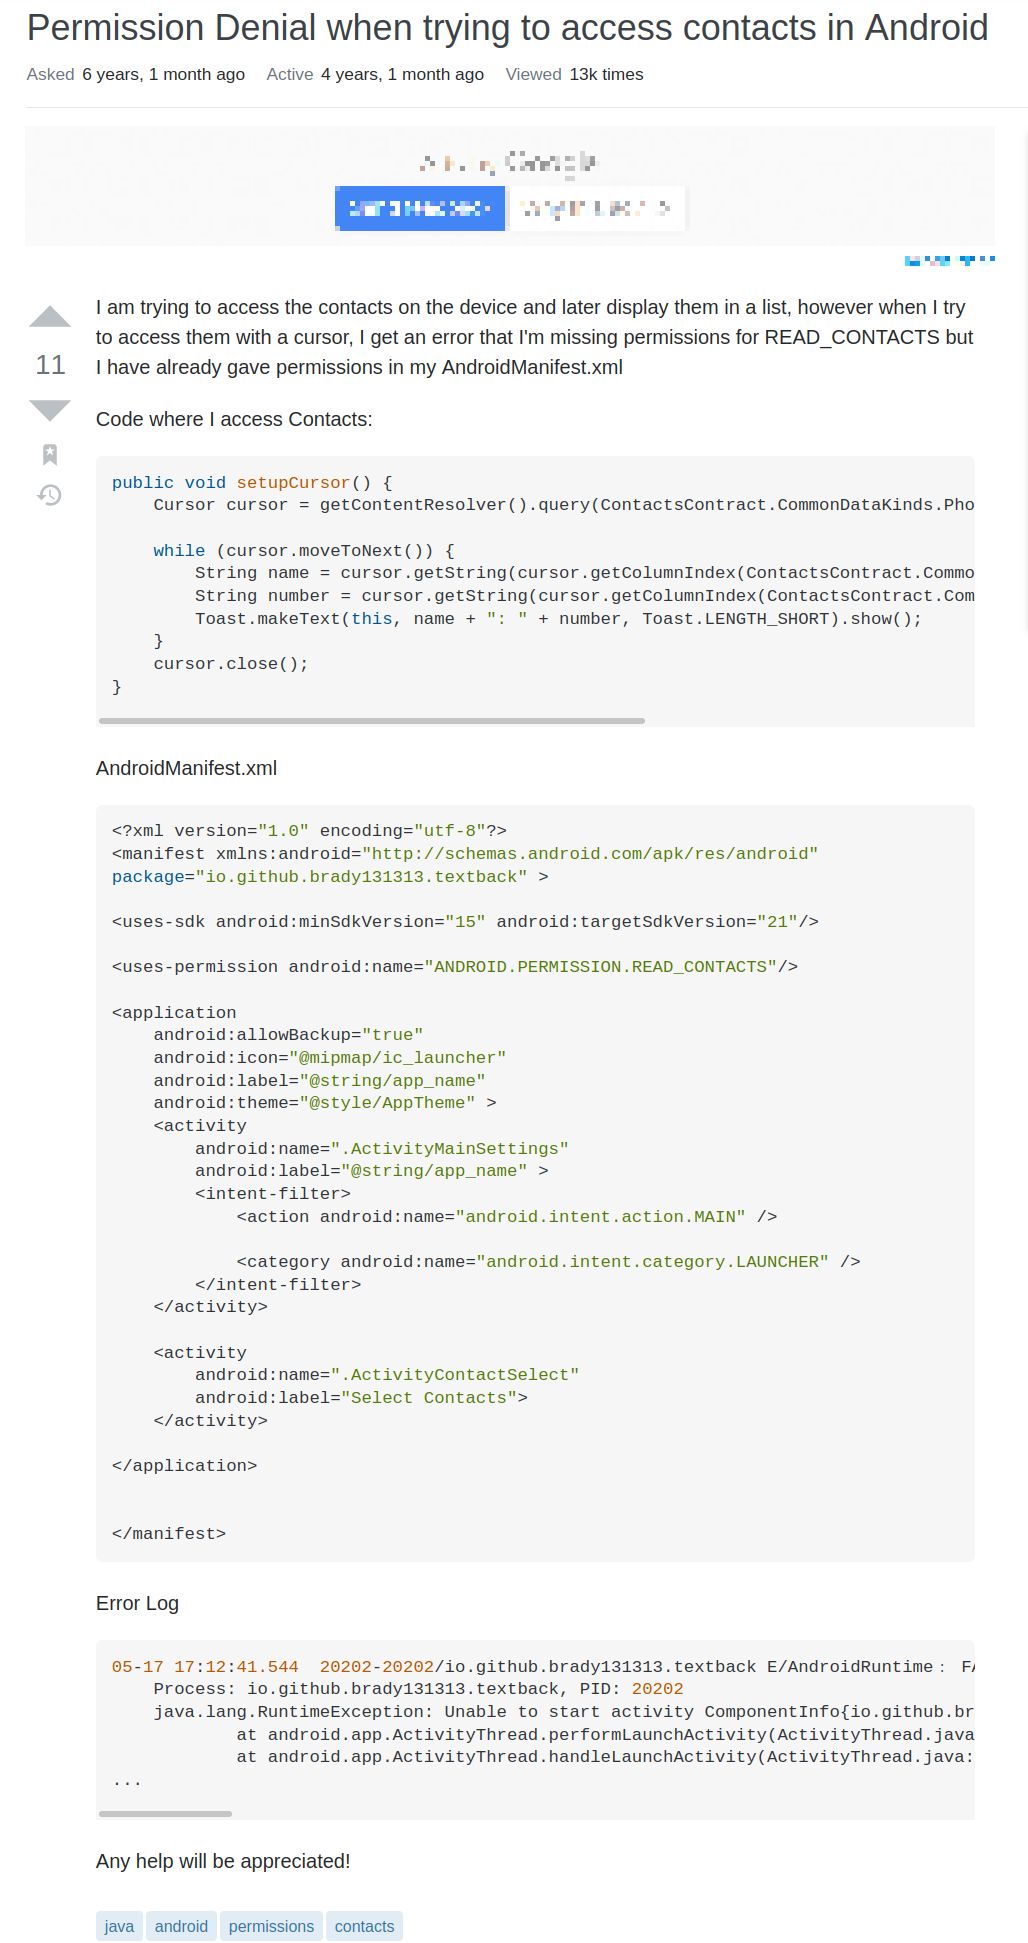 Permission Denial when trying to access contacts in Android
Asked 6 years, 1 month ago Active 4 years, 1 month ago Viewed 13k times
I am trying to access the contacts on the device and later display them in a list, however when I try
to access them with a cursor, I get an error that I'm missing permissions for READ_CONTACTS but
11
I have already gave permissions in my AndroidManifest.xml
Code where I access Contacts:
public void setupCursor() {
    Cursor cursor = getContentResolver().query(ContactsContract.CommonDataKinds.Pho
    while (cursor.moveToNext()) {
        String name = cursor.getString(cursor.getColumnIndex(ContactsContract.Commo
        String number = cursor.getString(cursor.getColumnIndex(ContactsContract.Com
        Toast.makeText(this, name + ": " + number, Toast.LENGTH_SHORT).show();
    }
    cursor.close();
}
AndroidManifest.xml
<?xml version="1.0" encoding="utf-8"?>
<manifest xmlns:android="http://schemas.android.com/apk/res/android"
package="io.github.brady131313.textback" >
<uses-sdk android:minSdkVersion="15" android:targetSdkVersion="21"/>
<uses-permission android:name="ANDROID.PERMISSION.READ_CONTACTS"/>
<application
    android:allowBackup="true"
    android:icon="@mipmap/ic_launcher"
    android:label="@string/app_name"
    android:theme="@style/AppTheme" >
    <activity
        android:name=".ActivityMainSettings"
        android:label="@string/app_name" >
        <intent-filter>
            <action android:name="android.intent.action.MAIN" />
            <category android:name="android.intent.category.LAUNCHER" />
        </intent-filter>
    </activity>
    <activity
        android:name=".ActivityContactSelect"
        android:label="Select Contacts">
    </activity>
</application>
</manifest>
Error Log
05-17 17:12:41.544  20202-20202/io.github.brady131313.textback E/AndroidRuntime﹕ FA
    Process: io.github.brady131313.textback, PID: 20202
    java.lang.RuntimeException: Unable to start activity ComponentInfo{io.github.br
            at android.app.ActivityThread.performLaunchActivity(ActivityThread.java
            at android.app.ActivityThread.handleLaunchActivity(ActivityThread.java:
...
Any help will be appreciated!
java android permissions contacts